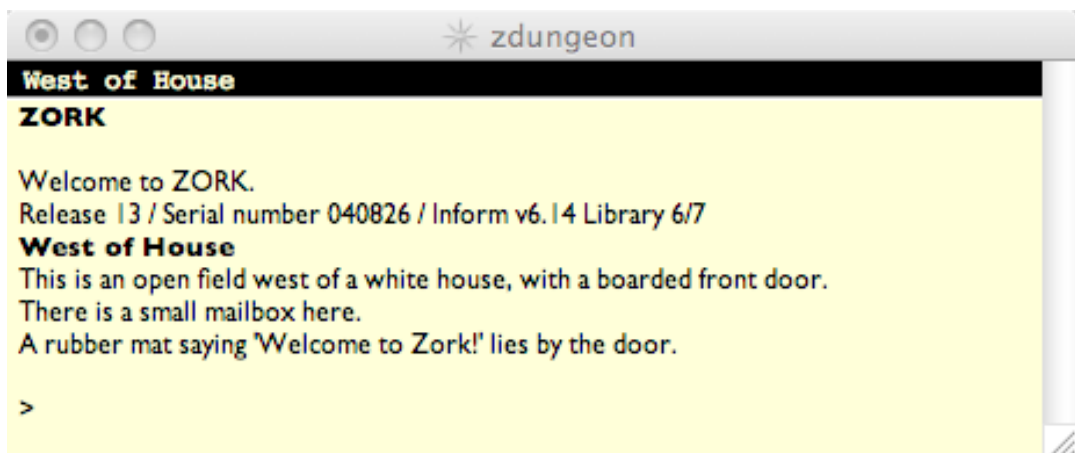 zdungeon
West of House
ZORK
Welcome to ZORK.
Release 13 / Serial number 040826 / Inform v6.14 Library 6/7
West of House
This is an open field west of a white house, with a boarded front door.
There is a small mailbox here.
A rubber mat saying 'Welcome to Zork!' lies by the door.
>